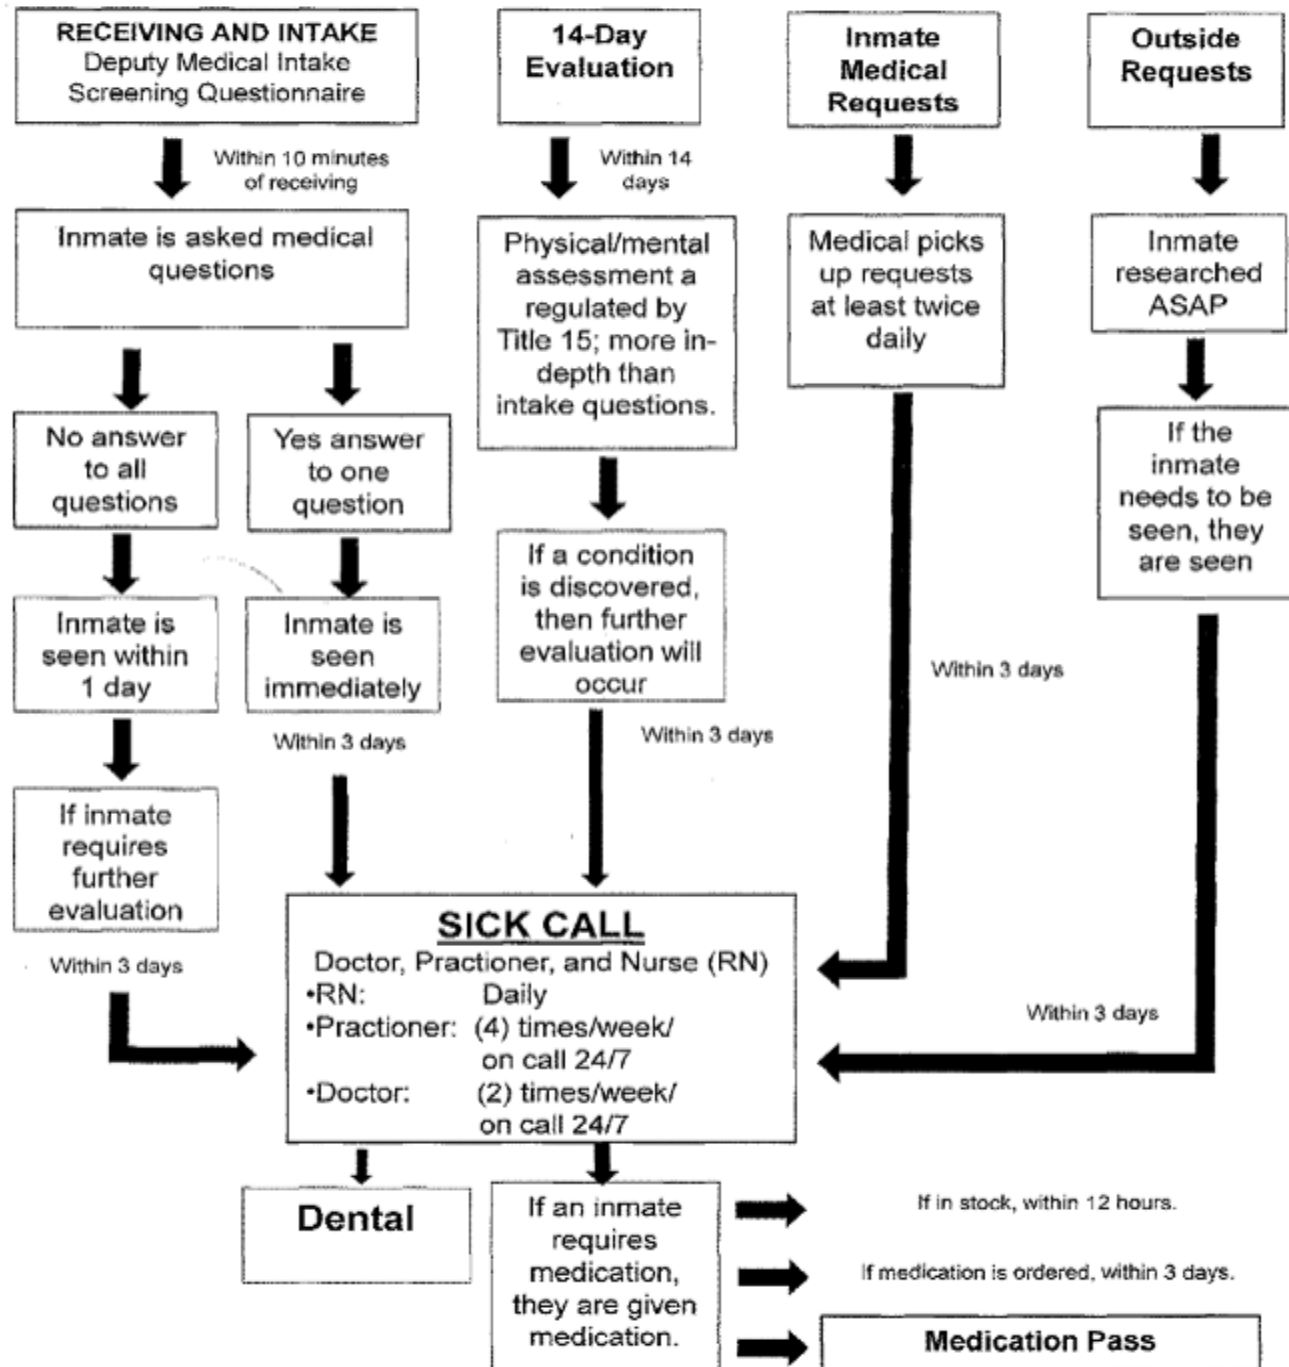 RECEIVING AND INTAKE
Deputy Medical Intake
Screening Questionnaire
Within 10 minutes
of receiving
Inmate is asked medical
questions
No answer
to all
questions
Yes answer
to one
question
Inmate is
seen within
1 day
Inmate is
seen
immediately
Within 3 days
If inmate
requires
further
evaluation
Within 3 days
14-Day
Evaluation
Within 14
days
Physical/mental
assessment a
regulated by
Title 15; more in-
depth than
intake questions.
If a condition
is discovered,
then further
evaluation will
occur
Within 3 days
Inmate
Medical
Requests
Medical picks
up requests
at least twice
daily
Within 3 days
Outside
Requests
Inmate
researched
ASAP
If the
inmate
needs to be
seen, they
are seen
Within 3 days
SICK CALL
Doctor, Practioner, and Nurse (RN)
•RN: Daily
•Practioner: (4) times/week/
on call 24/7
•Doctor: (2) times/week/
on call 24/7
Dental
If an inmate
requires
medication,
they are given
medication.
If in stock, within 12 hours.
If medication is ordered, within 3 days.
Medication Pass